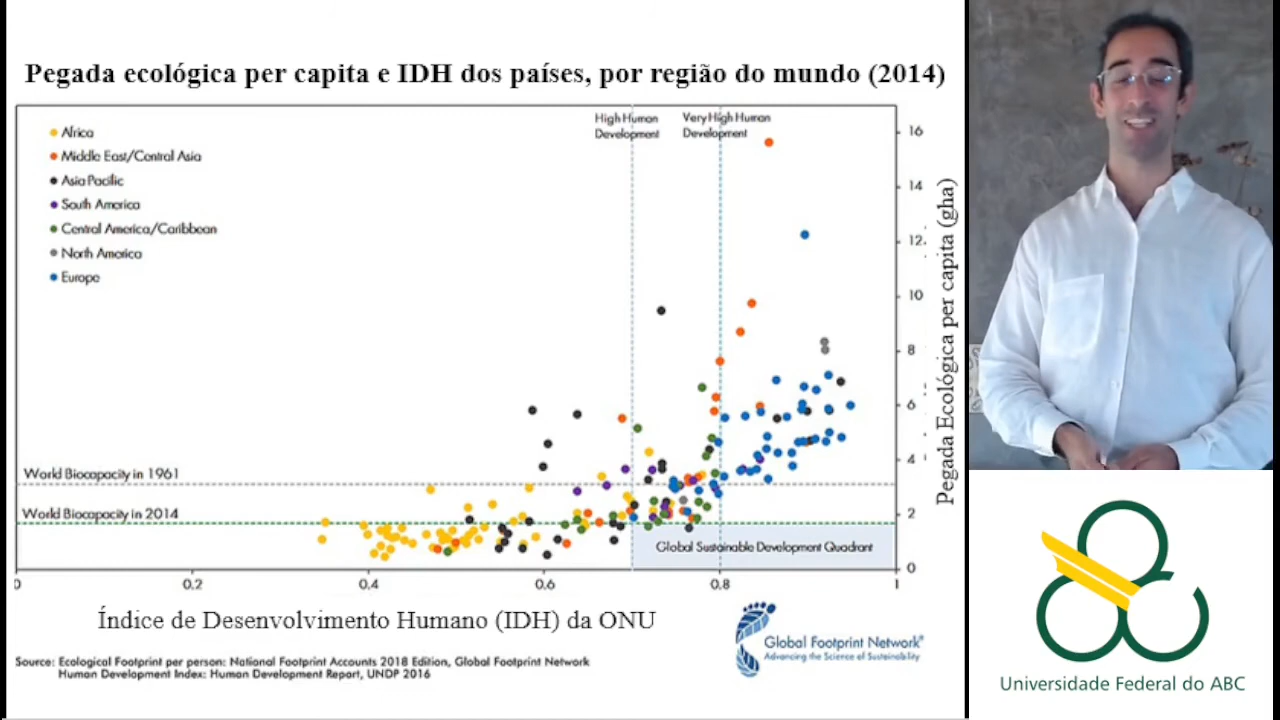 Pegada ecológica per capita e IDH dos países, por região do mundo (2014)
High Human
Development
Very High Human
Development
Africa
Middle East/Central Asia
Asia Pacific
South America
Central America/Caribbean
North America
Europe
16
14
12
10
8
6
4
2
0
Pegada Ecológica per capita (gha)
World Biocapacity in 1961
World Biocapacity in 2014
Global Sustainable Development Quadrant
0
0.2
0.4
0.6
0.8
1
Índice de Desenvolvimento Humano (IDH) da ONU
Global Footprint Network®
Advancing the Science of Sustainability
Source: Ecological Footprint per person: National Footprint Accounts 2018 Edition, Global Footprint Network
Human Development Index: Human Development Report, UNDP 2016
Universidade Federal do ABC